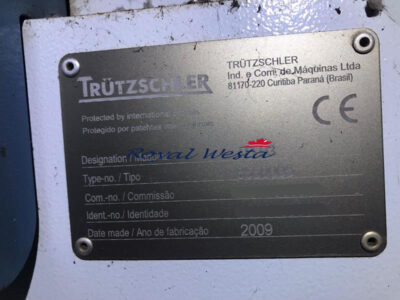 TRÜTZSCHLER
TRÜTZSCHLER
Ind. e Com. de Máquinas Ltda
81170-220 Curitiba Paraná (Brasil)
Protected by international
Protegido por patentes
CE
Designation /
Royal Westa
Type-no. / Tipo
Com.-no. / Commissão
Ident.-no. / Identidade
Date made / Ano de fabricação 2009